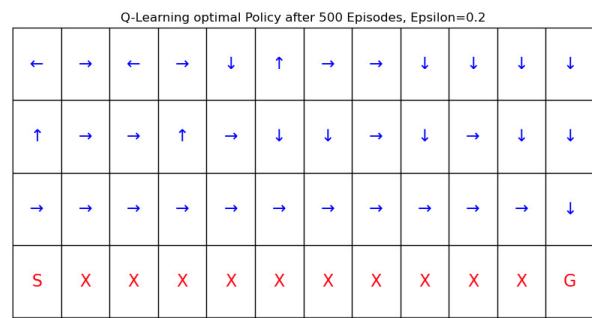 Q-Learning optimal Policy after 500 Episodes, Epsilon=0.2
← → ← → ↓ ↑ → → ↓ ↓ ↓ ↓
↑ → → ↑ → ↓ ↓ → ↓ → ↓ ↓
→ → → → → → → → → → → ↓
S X X X X X X X X X X G